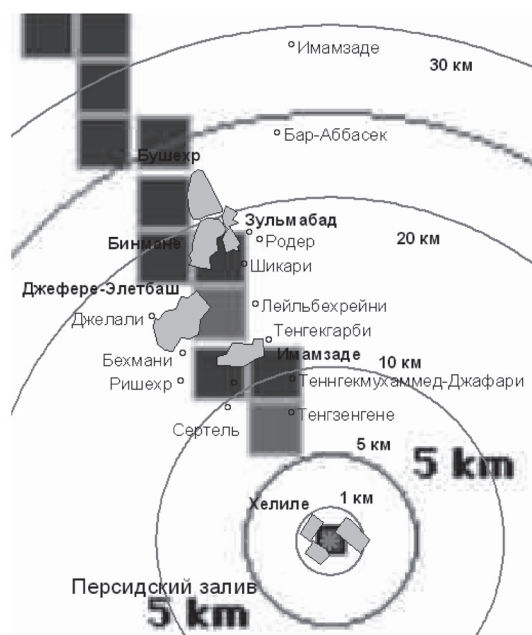 Имамзаде
30 км
Бар-Аббасек
Бушехр
Зульмабад
20 км
Бинмане
Родер
Шикари
Джефере-Элетбаш
Лейльбехрейни
Джелали
Тенгекгарби
Имамзаде
Бехмани
10 км
Ришехр
Теннгекмухаммед-Джафари
Тенгзенгене
Сертель
5 км
5 km
Хелиле
1 км
Персидский залив
5 km